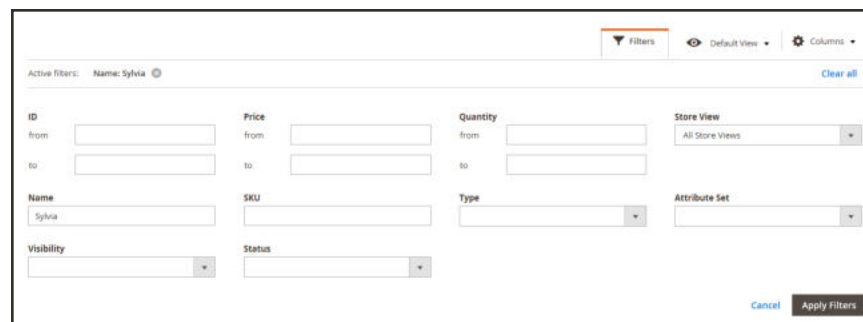 Filters Default View Columns
Active filters: Name: Sylvia Clear all
ID Price Quantity Store View
from from from All Store Views
to to to
Name SKU Type Attribute Set
Sylvia
Visibility Status
Cancel Apply Filters